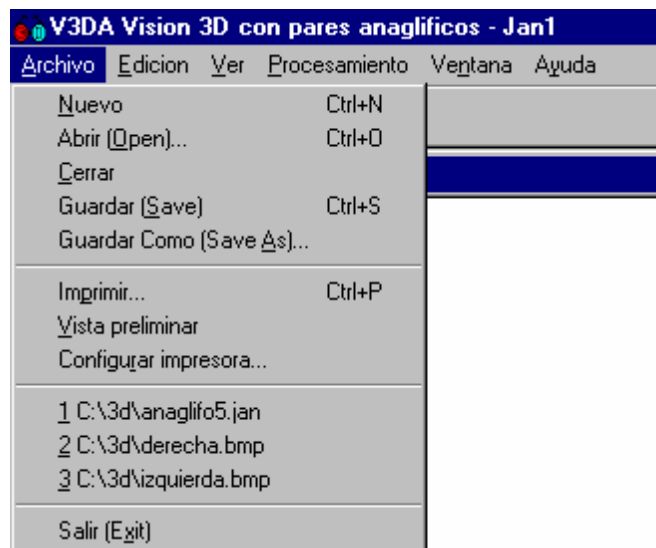 V3DA Vision 3D con pares anaglificos - Jan1
Archivo Edicion Ver Procesamiento Ventana Ayuda
Nuevo Ctrl+N
Abrir (Open)... Ctrl+O
Cerrar
Guardar (Save) Ctrl+S
Guardar Como (Save As)...
Imprimir... Ctrl+P
Vista preliminar
Configurar impresora...
1 C:\3d\anaglifo5.jan
2 C:\3d\derecha.bmp
3 C:\3d\izquierda.bmp
Salir (Exit)